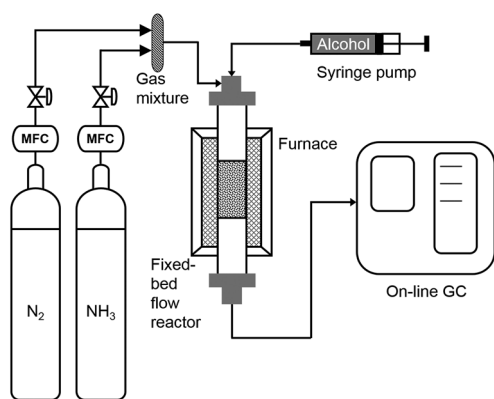 Alcohol
Gas
mixture
Syringe pump
MFC
MFC
Furnace
Fixed-
bed
flow
reactor
On-line GC
N₂
NH₃